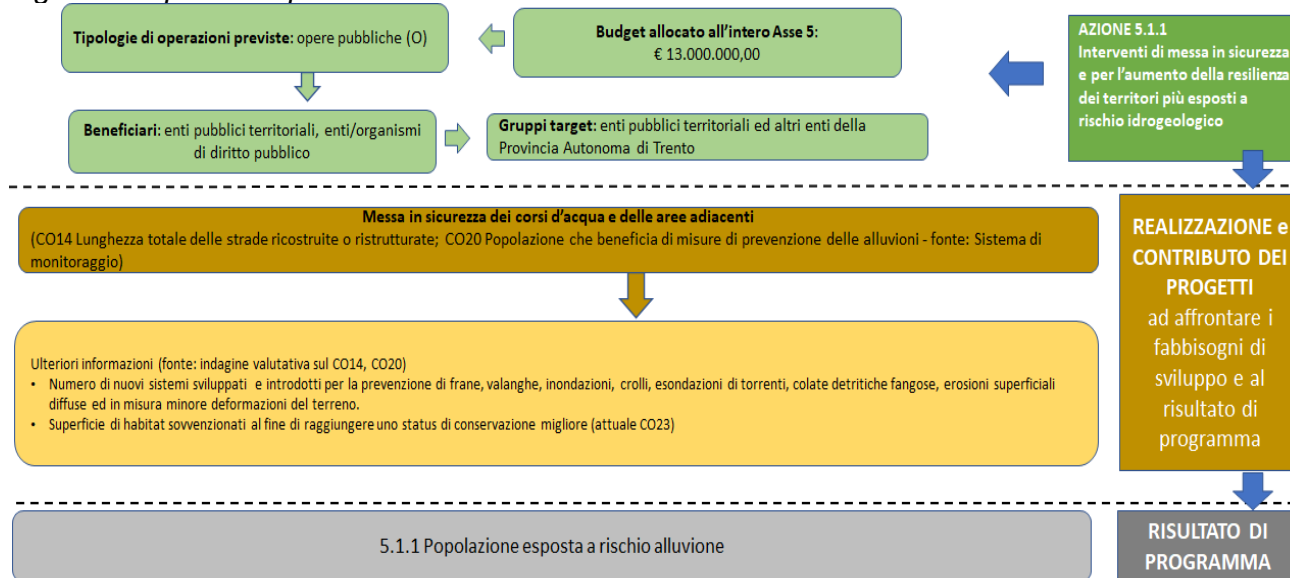 Tipologie di operazioni previste: opere pubbliche (O)
Budget allocato all'intero Asse 5:
€ 13.000.000,00
AZIONE 5.1.1
Interventi di messa in sicurezza
e per l'aumento della resilienza
dei territori più esposti a
rischio idrogeologico
Beneficiari: enti pubblici territoriali, enti/organismi
di diritto pubblico
Gruppi target: enti pubblici territoriali ed altri enti della
Provincia Autonoma di Trento
Messa in sicurezza dei corsi d'acqua e delle aree adiacenti
(CO14 Lunghezza totale delle strade ricostruite o ristrutturate; CO20 Popolazione che beneficia di misure di prevenzione delle alluvioni - fonte: Sistema di
monitoraggio)
REALIZZAZIONE e
CONTRIBUTO DEI
PROGETTI
ad affrontare i
fabbisogni di
sviluppo e al
risultato di
programma
Ulteriori informazioni (fonte: indagine valutativa sul CO14, CO20)
• Numero di nuovi sistemi sviluppati e introdotti per la prevenzione di frane, valanghe, inondazioni, crolli, esondazioni di torrenti, colate detritiche fangose, erosioni superficiali
diffuse ed in misura minore deformazioni del terreno.
• Superficie di habitat sovvenzionati al fine di raggiungere uno status di conservazione migliore (attuale CO23)
5.1.1 Popolazione esposta a rischio alluvione
RISULTATO DI
PROGRAMMA